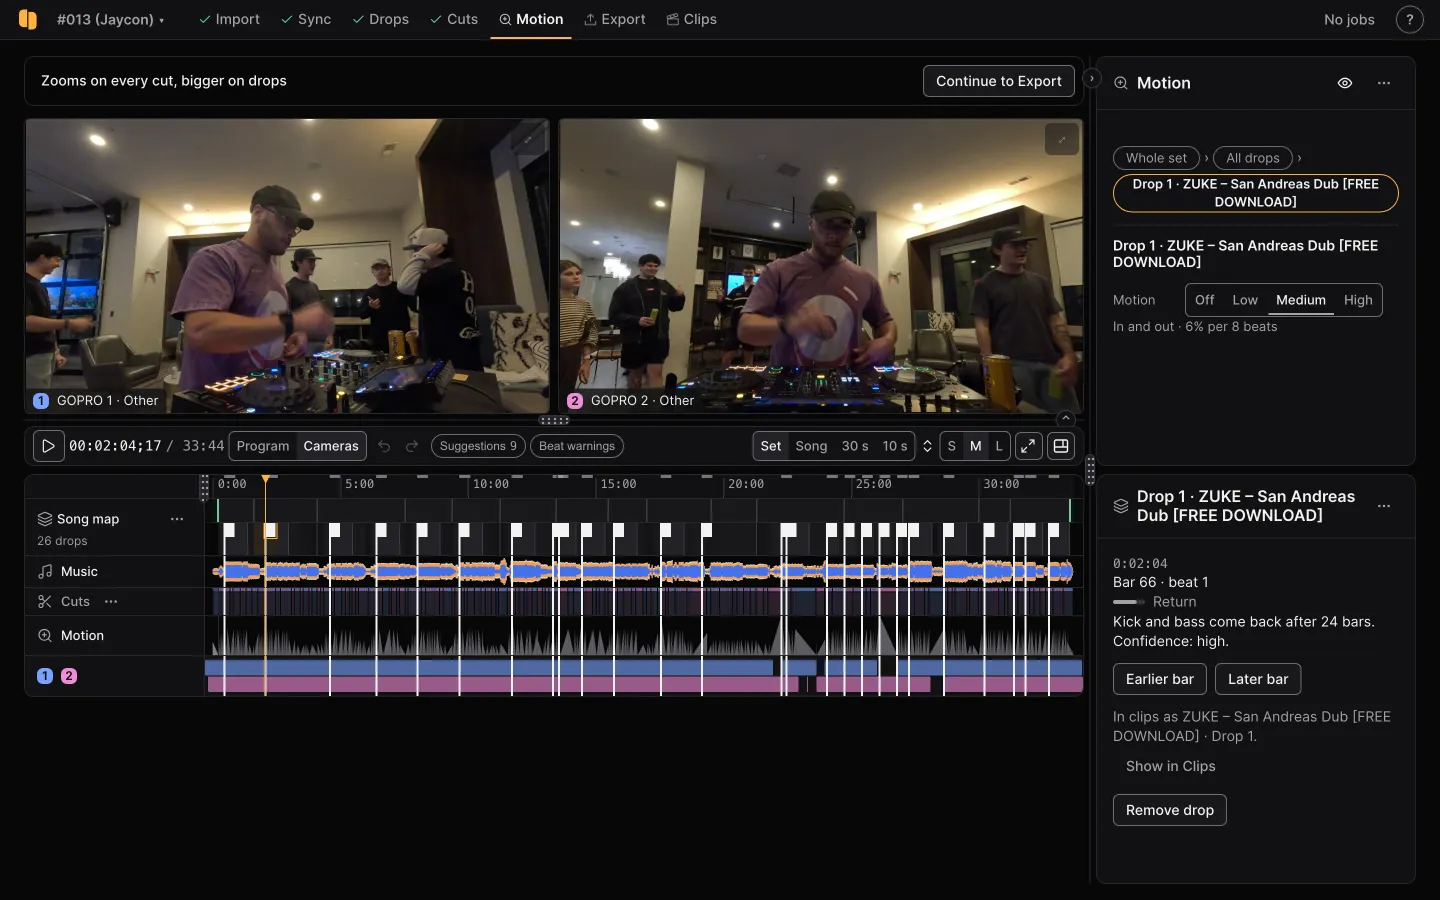 #013 (Jaycon)
Import
Sync
Drops
Cuts
Motion
Export
Clips
No jobs
?
Zooms on every cut, bigger on drops
Continue to Export
1 GOPRO 1 · Other
2 GOPRO 2 · Other
00:02:04;17 / 33:44
Program
Cameras
Suggestions 9
Beat warnings
Set
Song
30 s
10 s
S
M
L
0:00
5:00
10:00
15:00
20:00
25:00
30:00
Song map
26 drops
Music
Cuts
Motion
1 2
Motion
Whole set › All drops ›
Drop 1 · ZUKE – San Andreas Dub [FREE
DOWNLOAD]
Drop 1 · ZUKE – San Andreas Dub [FREE
DOWNLOAD]
Motion
Off
Low
Medium
High
In and out · 6% per 8 beats
Drop 1 · ZUKE – San Andreas
Dub [FREE DOWNLOAD]
0:02:04
Bar 66 · beat 1
Return
Kick and bass come back after 24 bars.
Confidence: high.
Earlier bar
Later bar
In clips as ZUKE – San Andreas Dub [FREE
DOWNLOAD] · Drop 1.
Show in Clips
Remove drop